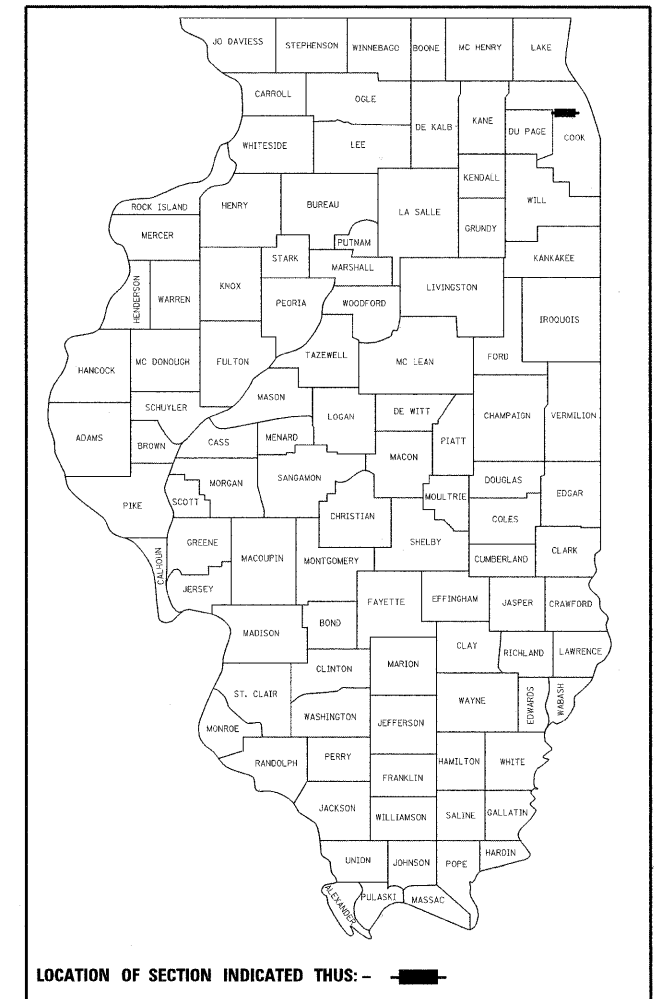 JO DAVIESS
STEPHENSON
WINNEBAGO
BOONE
MC HENRY
LAKE
CARROLL
OGLE
DE KALB
KANE
DU PAGE
COOK
WHITESIDE
LEE
KENDALL
WILL
ROCK ISLAND
HENRY
BUREAU
LA SALLE
GRUNDY
MERCER
PUTNAM
STARK
MARSHALL
KANKAKEE
HENDERSON
WARREN
KNOX
PEORIA
WOODFORD
LIVINGSTON
IROQUOIS
HANCOCK
MC DONOUGH
FULTON
TAZEWELL
MC LEAN
FORD
SCHUYLER
MASON
LOGAN
DE WITT
CHAMPAIGN
VERMILION
ADAMS
BROWN
CASS
MENARD
PIATT
MACON
PIKE
SCOTT
MORGAN
SANGAMON
CHRISTIAN
MOULTRIE
DOUGLAS
EDGAR
COLES
CALHOUN
GREENE
MACOUPIN
MONTGOMERY
SHELBY
CUMBERLAND
CLARK
JERSEY
FAYETTE
EFFINGHAM
JASPER
CRAWFORD
MADISON
BOND
CLAY
RICHLAND
LAWRENCE
CLINTON
MARION
ST. CLAIR
WAYNE
EDWARDS
WABASH
MONROE
WASHINGTON
JEFFERSON
RANDOLPH
PERRY
HAMILTON
WHITE
FRANKLIN
JACKSON
WILLIAMSON
SALINE
GALLATIN
UNION
JOHNSON
POPE
HARDIN
ALEXANDER
PULASKI
MASSAC
LOCATION OF SECTION INDICATED THUS: –